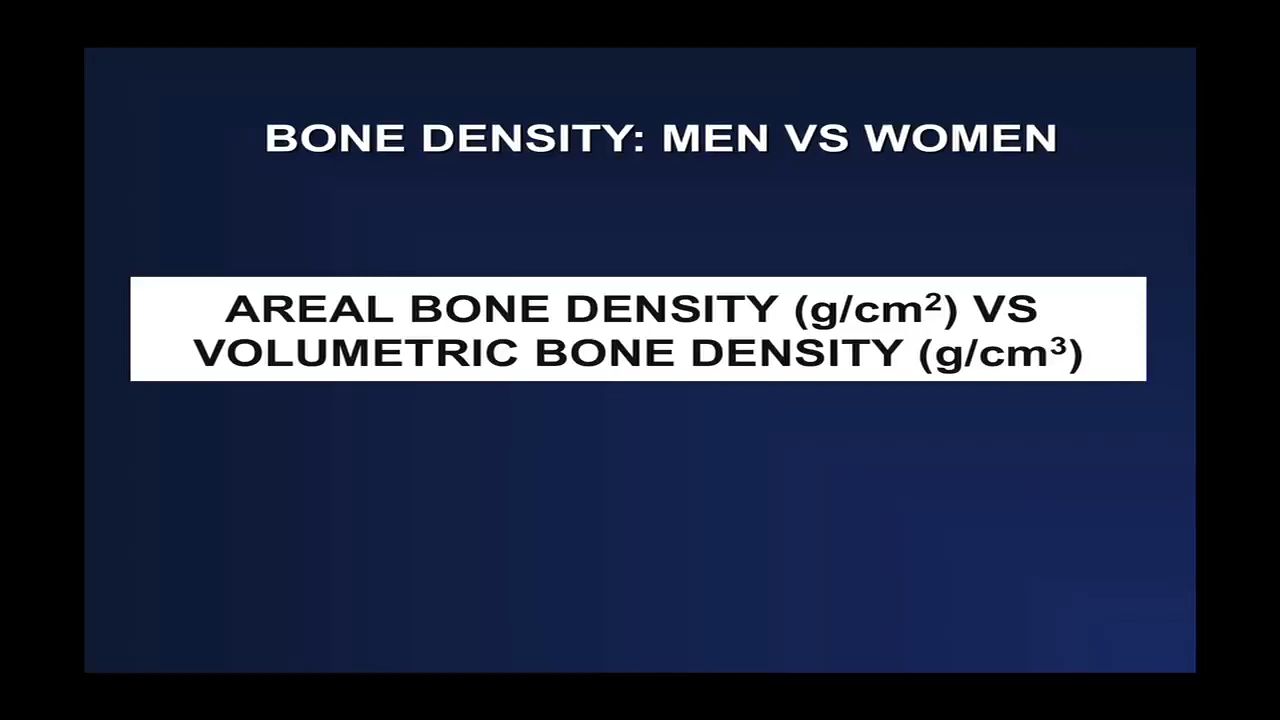 BONE DENSITY: MEN VS WOMEN
AREAL BONE DENSITY (g/cm²) VS
VOLUMETRIC BONE DENSITY (g/cm³)